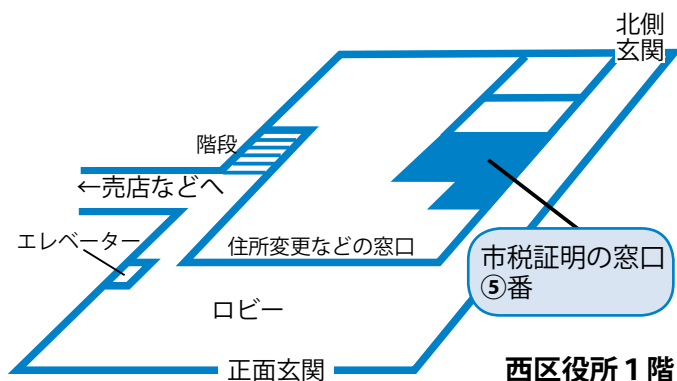 北側
玄関
階段
←売店などへ
エレベーター
住所変更などの窓口
市税証明の窓口
⑤番
ロビー
正面玄関
西区役所1階